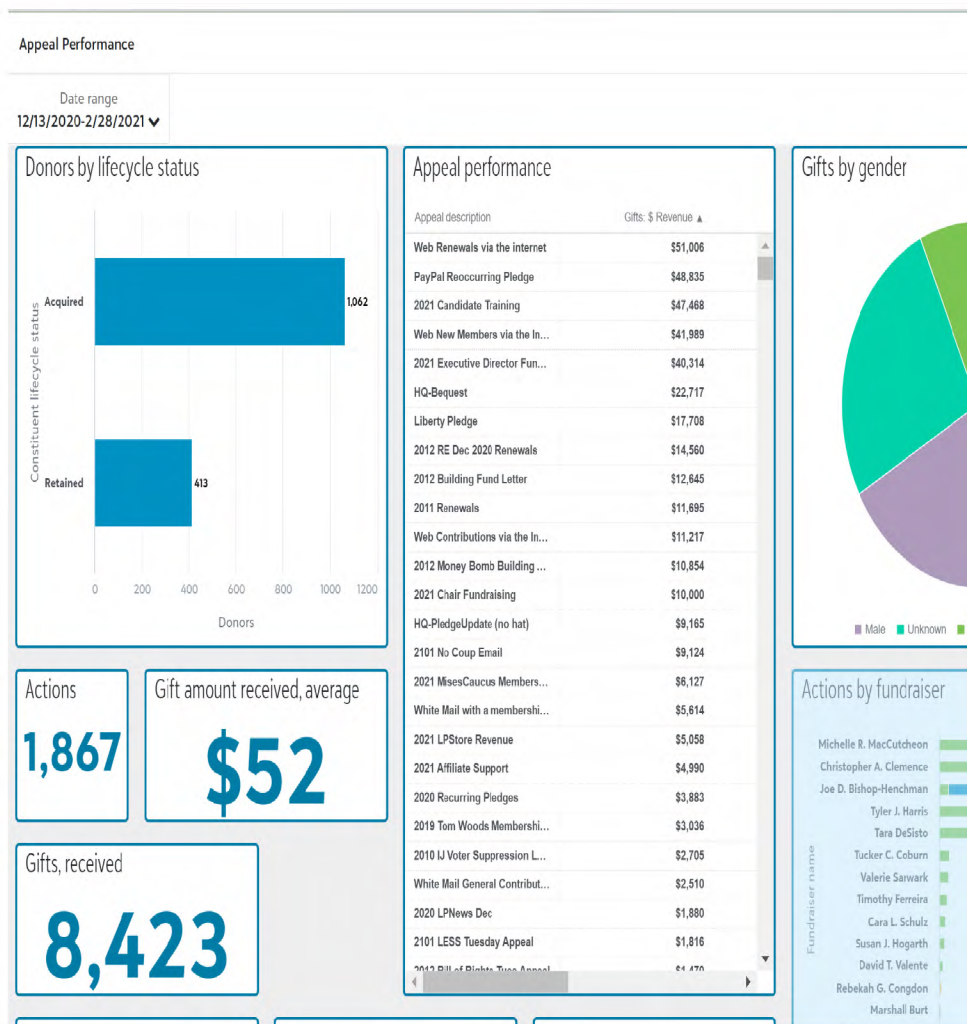 Appeal Performance
Date range
12/13/2020-2/28/2021
Donors by lifecycle status
Constituent lifecycle status
Acquired
1,062
Retained
413
0 200 400 600 800 1000 1200
Donors
Appeal performance
Appeal description Gifts: $ Revenue ▲
Web Renewals via the internet $51,006
PayPal Reoccurring Pledge $48,835
2021 Candidate Training $47,468
Web New Members via the In... $41,989
2021 Executive Director Fun... $40,314
HQ-Bequest $22,717
Liberty Pledge $17,708
2012 RE Dec 2020 Renewals $14,560
2012 Building Fund Letter $12,645
2011 Renewals $11,695
Web Contributions via the In... $11,217
2012 Money Bomb Building ... $10,854
2021 Chair Fundraising $10,000
HQ-PledgeUpdate (no hat) $9,165
2101 No Coup Email $9,124
2021 MisesCaucus Members... $6,127
White Mail with a membershi... $5,614
2021 LPStore Revenue $5,058
2021 Affiliate Support $4,990
2020 Recurring Pledges $3,883
2019 Tom Woods Membershi... $3,036
2010 IJ Voter Suppression L... $2,705
White Mail General Contribut... $2,510
2020 LPNews Dec $1,880
2101 LESS Tuesday Appeal $1,816
2012 Bill of Rights Tues Appeal $1,470
Gifts by gender
Male Unknown
Actions
1,867
Gift amount received, average
$52
Gifts, received
8,423
Actions by fundraiser
Fundraiser name
Michelle R. MacCutcheon
Christopher A. Clemence
Joe D. Bishop-Henchman
Tyler J. Harris
Tara DeSisto
Tucker C. Coburn
Valerie Sarwark
Timothy Ferreira
Cara L. Schulz
Susan J. Hogarth
David T. Valente
Rebekah G. Congdon
Marshall Burt